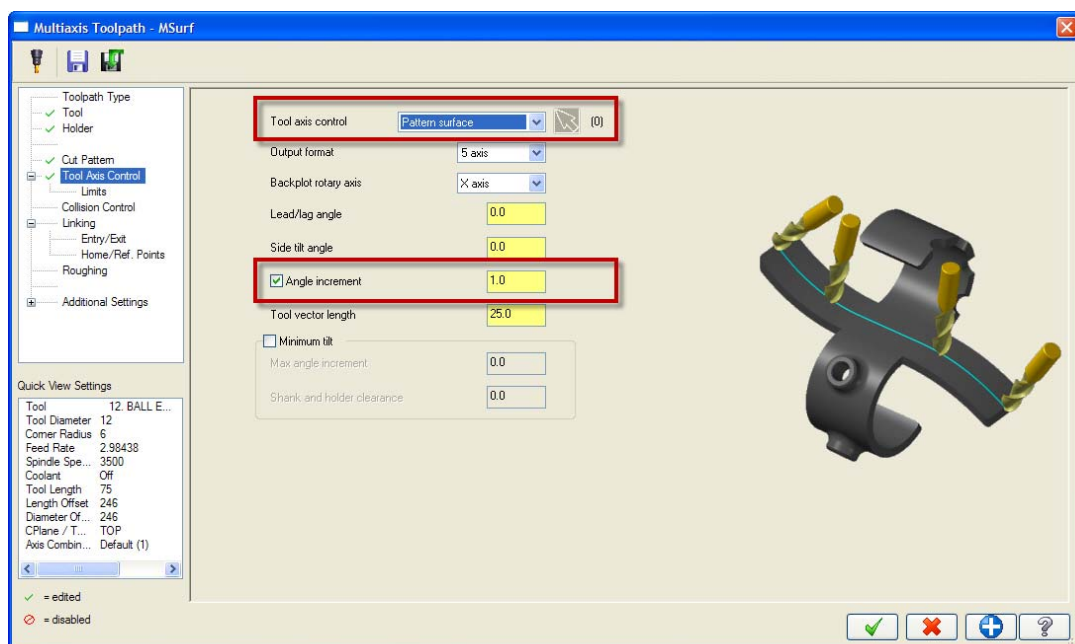 Multiaxis Toolpath - MSurf
Toolpath Type
Tool
Holder
Cut Pattern
Tool Axis Control
Limits
Collision Control
Linking
Entry/Exit
Home/Ref. Points
Roughing
Additional Settings
Quick View Settings
Tool 12. BALL E...
Tool Diameter 12
Corner Radius 6
Feed Rate 2.98438
Spindle Spe... 3500
Coolant Off
Tool Length 75
Length Offset 246
Diameter Of... 246
CPlane / T... TOP
Axis Combin... Default (1)
= edited
= disabled
Tool axis control Pattern surface (0)
Output format 5 axis
Backplot rotary axis X axis
Lead/lag angle 0.0
Side tilt angle 0.0
Angle increment 1.0
Tool vector length 25.0
Minimum tilt
Max angle increment 0.0
Shank and holder clearance 0.0